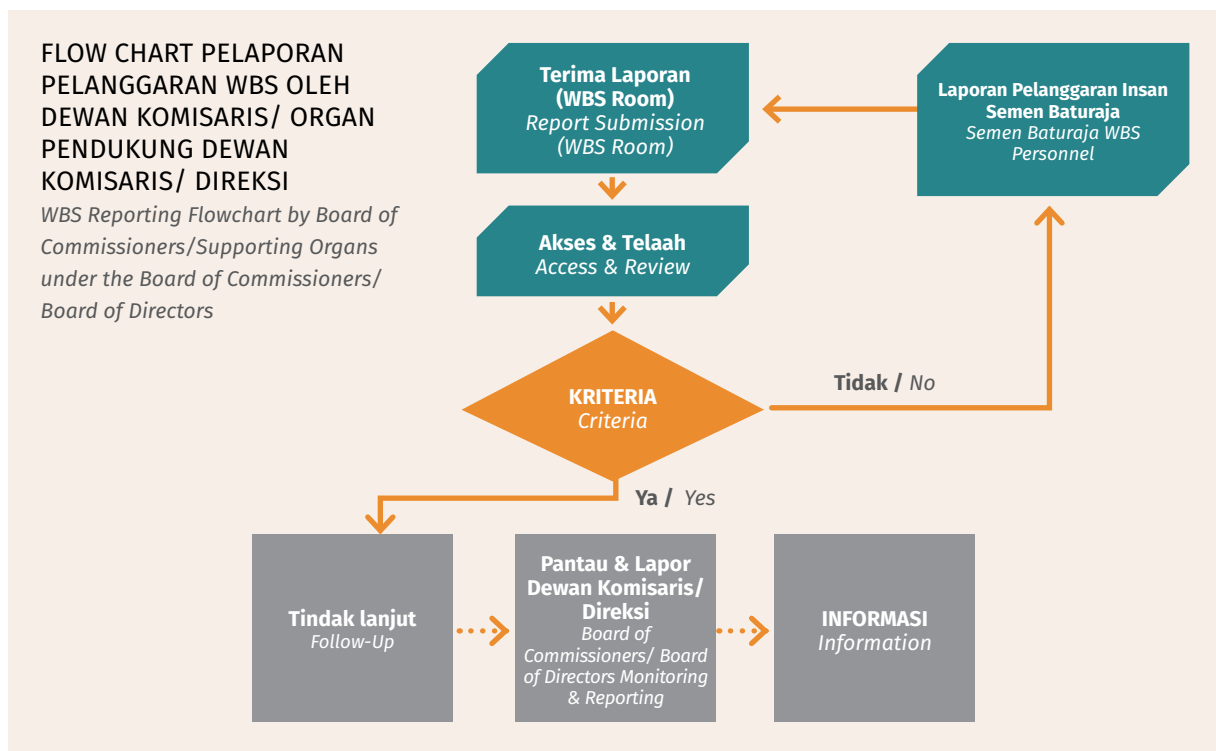 FLOW CHART PELAPORAN
PELANGGARAN WBS OLEH
DEWAN KOMISARIS/ ORGAN
PENDUKUNG DEWAN
KOMISARIS/ DIREKSI
WBS Reporting Flowchart by Board of
Commissioners/Supporting Organs
under the Board of Commissioners/
Board of Directors
Terima Laporan
(WBS Room)
Report Submission
(WBS Room)
Laporan Pelanggaran Insan
Semen Baturaja
Semen Baturaja WBS
Personnel
Akses & Telaah
Access & Review
KRITERIA
Criteria
Tidak / No
Ya / Yes
Tindak lanjut
Follow-Up
Pantau & Lapor
Dewan Komisaris/
Direksi
Board of
Commissioners/ Board
of Directors Monitoring
& Reporting
INFORMASI
Information